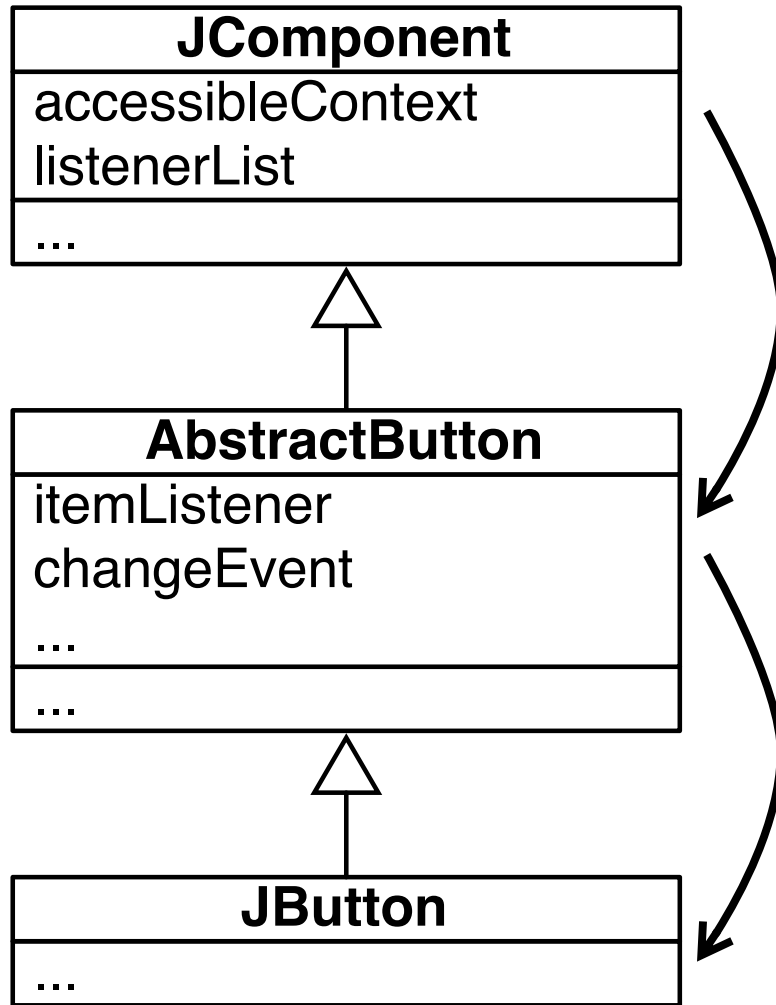 JComponent
accessibleContext
listenerList
...
AbstractButton
itemListener
changeEvent
...
...
JButton
...